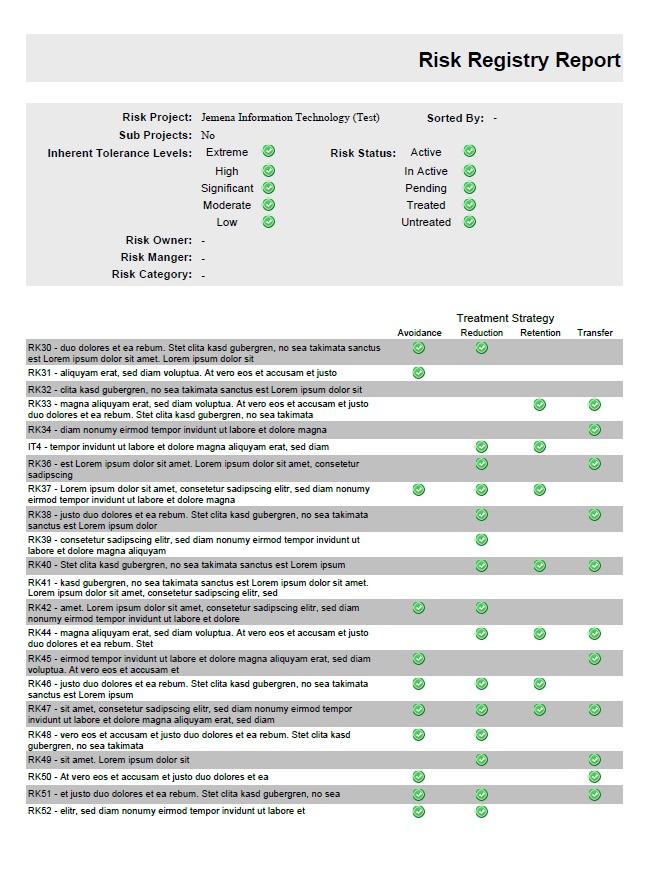 Risk Registry Report
Risk Project: Jemena Information Technology (Test) Sorted By: -
Sub Projects: No
Inherent Tolerance Levels: Extreme Risk Status: Active
High In Active
Significant Pending
Moderate Treated
Low Untreated
Risk Owner: -
Risk Manger: -
Risk Category: -
Treatment Strategy
Avoidance Reduction Retention Transfer
RK30 - duo dolores et ea rebum. Stet clita kasd gubergren, no sea takimata sanctus
est Lorem ipsum dolor sit amet. Lorem ipsum dolor sit
RK31 - aliquyam erat, sed diam voluptua. At vero eos et accusam et justo
RK32 - clita kasd gubergren, no sea takimata sanctus est Lorem ipsum dolor sit
RK33 - magna aliquyam erat, sed diam voluptua. At vero eos et accusam et justo
duo dolores et ea rebum. Stet clita kasd gubergren, no sea takimata
RK34 - diam nonumy eirmod tempor invidunt ut labore et dolore magna
IT4 - tempor invidunt ut labore et dolore magna aliquyam erat, sed diam
RK36 - est Lorem ipsum dolor sit amet. Lorem ipsum dolor sit amet, consetetur
sadipscing
RK37 - Lorem ipsum dolor sit amet, consetetur sadipscing elitr, sed diam nonumy
eirmod tempor invidunt ut labore et dolore magna
RK38 - justo duo dolores et ea rebum. Stet clita kasd gubergren, no sea takimata
sanctus est Lorem ipsum dolor
RK39 - consetetur sadipscing elitr, sed diam nonumy eirmod tempor invidunt ut
labore et dolore magna aliquyam
RK40 - Stet clita kasd gubergren, no sea takimata sanctus est Lorem ipsum
RK41 - kasd gubergren, no sea takimata sanctus est Lorem ipsum dolor sit amet.
Lorem ipsum dolor sit amet, consetetur sadipscing elitr, sed
RK42 - amet. Lorem ipsum dolor sit amet, consetetur sadipscing elitr, sed diam
nonumy eirmod tempor invidunt ut labore et dolore
RK44 - magna aliquyam erat, sed diam voluptua. At vero eos et accusam et justo
duo dolores et ea rebum. Stet
RK45 - eirmod tempor invidunt ut labore et dolore magna aliquyam erat, sed diam
voluptua. At vero eos et accusam et
RK46 - justo duo dolores et ea rebum. Stet clita kasd gubergren, no sea takimata
sanctus est Lorem ipsum
RK47 - sit amet, consetetur sadipscing elitr, sed diam nonumy eirmod tempor
invidunt ut labore et dolore magna aliquyam erat, sed diam
RK48 - vero eos et accusam et justo duo dolores et ea rebum. Stet clita kasd
gubergren, no sea takimata
RK49 - sit amet. Lorem ipsum dolor sit
RK50 - At vero eos et accusam et justo duo dolores et ea
RK51 - et justo duo dolores et ea rebum. Stet clita kasd gubergren, no sea
RK52 - elitr, sed diam nonumy eirmod tempor invidunt ut labore et